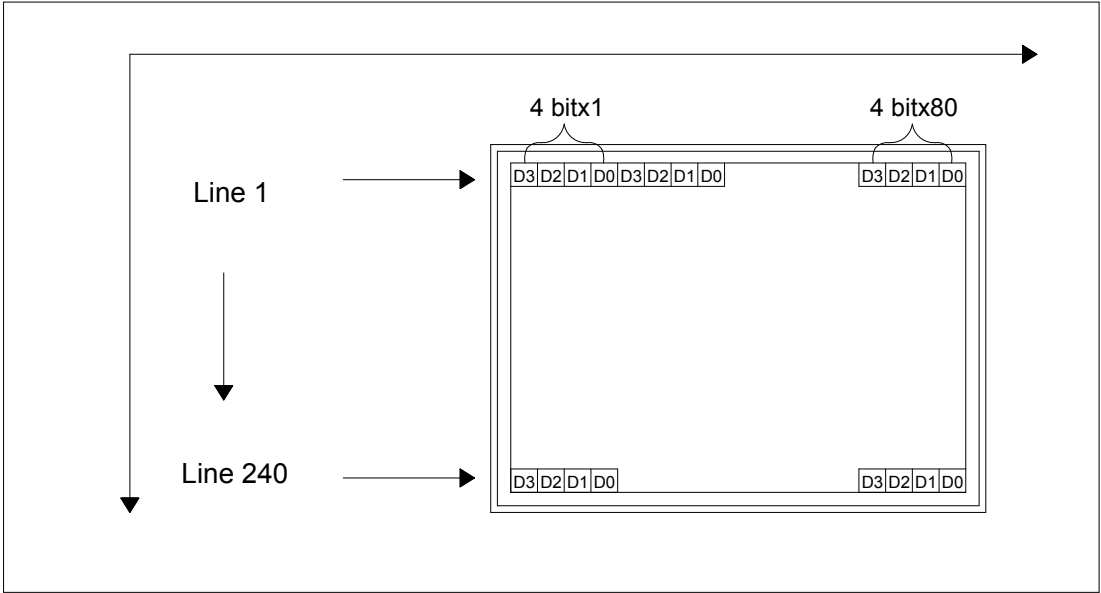 4 bitx1 4 bitx80
D3 D2 D1 D0 D3 D2 D1 D0 D3 D2 D1 D0
Line 1
Line 240
D3 D2 D1 D0 D3 D2 D1 D0